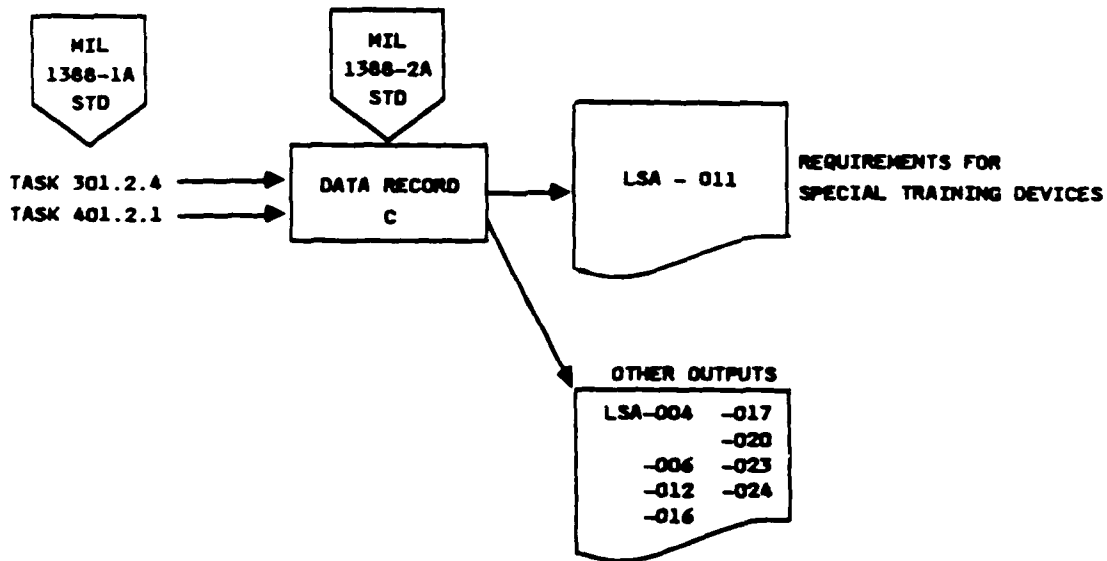 MIL
1388-1A
STD
MIL
1388-2A
STD
TASK 301.2.4
TASK 401.2.1
DATA RECORD
C
LSA - 011
REQUIREMENTS FOR
SPECIAL TRAINING DEVICES
OTHER OUTPUTS
LSA-004 -017
-020
-006 -023
-012 -024
-016